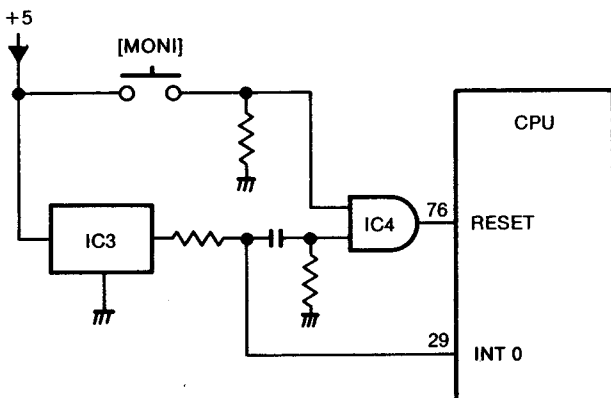 +5
[MONI]
CPU
IC3
IC4
76
RESET
29
INT 0